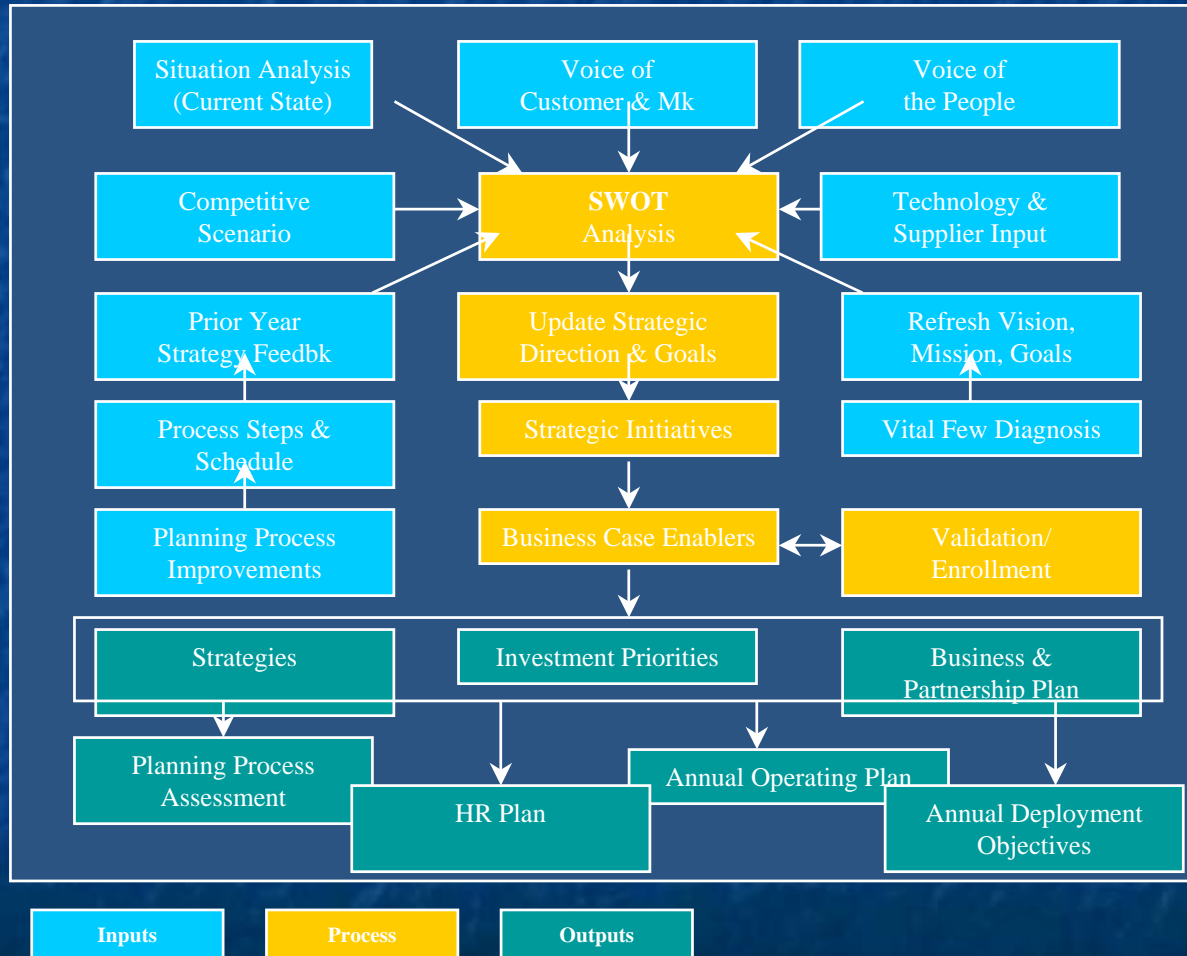 Situation Analysis
(Current State)
Voice of
Customer & Mk
Voice of
the People
Competitive
Scenario
SWOT
Analysis
Technology &
Supplier Input
Prior Year
Strategy Feedbk
Update Strategic
Direction & Goals
Refresh Vision,
Mission, Goals
Process Steps &
Schedule
Strategic Initiatives
Vital Few Diagnosis
Planning Process
Improvements
Business Case Enablers
Validation/
Enrollment
Strategies
Investment Priorities
Business &
Partnership Plan
Planning Process
Assessment
HR Plan
Annual Operating Plan
Annual Deployment
Objectives
Inputs
Process
Outputs